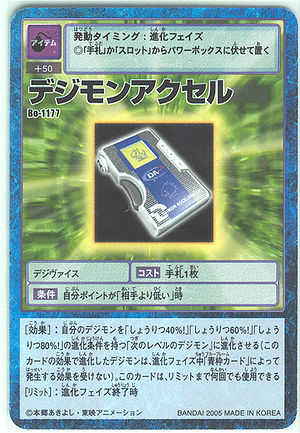 発動タイミング：進化フェイズ
◎「手札」か「スロット」からパワーボックスに伏せて置く
アイテム
+50
デジモンアクセル
Bo-1177
デジヴァイス
コスト 手札1枚
条件 自分ポイントが「相手より低い」時
[効果]：自分のデジモンを「しょうりつ40%!」「しょうりつ60%!」「しょ
うりつ80%!」の進化条件を持つ「次のレベルのデジモン」に進化させる(この
カードの効果で進化したデジモンは、進化フェイズ中「青枠カード」によって
発生する効果を受けない)。このカードは、リミットまで何回でも使用できる
[リミット]：進化フェイズ終了時
©本郷あきよし・東映アニメーション
BANDAI 2005 MADE IN KOREA